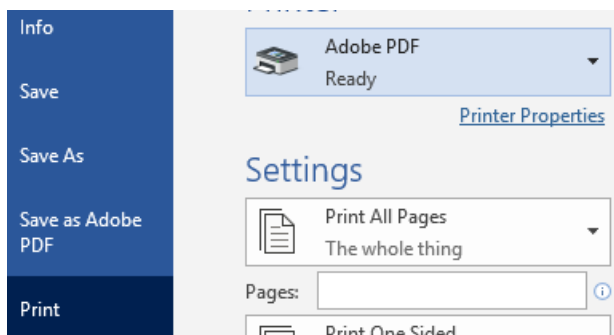 Info
Save
Save As
Save as Adobe
PDF
Print
Adobe PDF
Ready
Printer Properties
Settings
Print All Pages
The whole thing
Pages:
Print One Sided